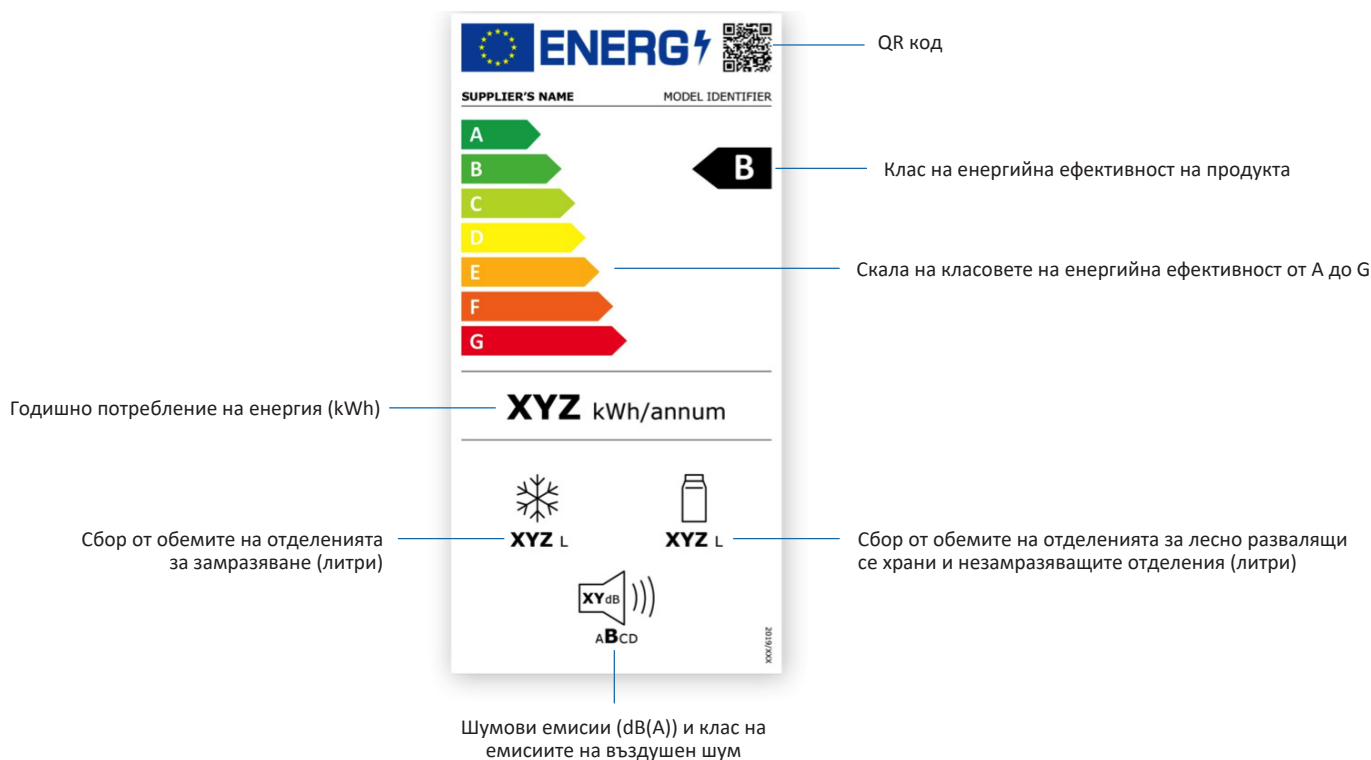 ENERG
QR код
SUPPLIER'S NAME MODEL IDENTIFIER
A
B
B
Клас на енергийна ефективност на продукта
C
D
E
Скала на класовете на енергийна ефективност от A до G
F
G
Годишно потребление на енергия (kWh)
XYZ kWh/annum
Сбор от обемите на отделенията
за замразяване (литри)
XYZ L
XYZ L
Сбор от обемите на отделенията за лесно развалящи
се храни и незамразяващите отделения (литри)
XYdB
ABCD
2019/XXX
Шумови емисии (dB(A)) и клас на
емисиите на въздушен шум